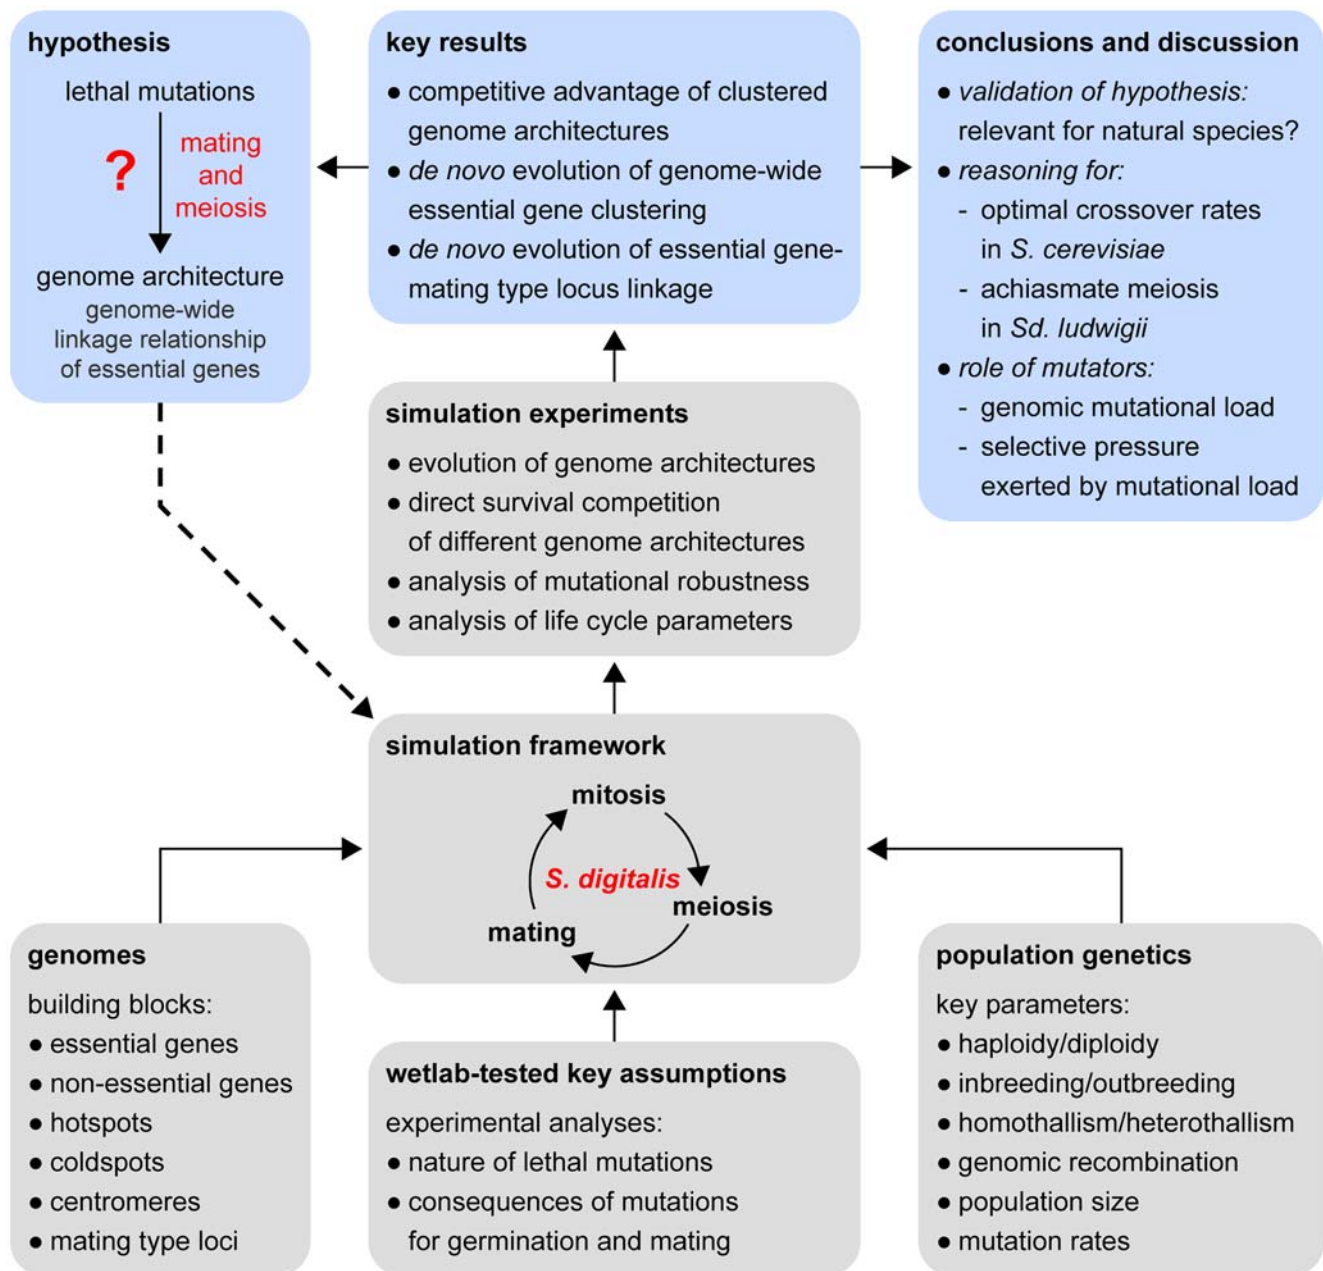 hypothesis
lethal mutations
?
mating
and
meiosis
genome architecture
genome-wide
linkage relationship
of essential genes
key results
● competitive advantage of clustered
genome architectures
● de novo evolution of genome-wide
essential gene clustering
● de novo evolution of essential gene-
mating type locus linkage
conclusions and discussion
● validation of hypothesis:
relevant for natural species?
● reasoning for:
- optimal crossover rates
in S. cerevisiae
- achiasmate meiosis
in Sd. ludwigii
● role of mutators:
- genomic mutational load
- selective pressure
exerted by mutational load
simulation experiments
● evolution of genome architectures
● direct survival competition
of different genome architectures
● analysis of mutational robustness
● analysis of life cycle parameters
simulation framework
mitosis
S. digitalis
meiosis
mating
genomes
building blocks:
● essential genes
● non-essential genes
● hotspots
● coldspots
● centromeres
● mating type loci
wetlab-tested key assumptions
experimental analyses:
● nature of lethal mutations
● consequences of mutations
for germination and mating
population genetics
key parameters:
● haploidy/diploidy
● inbreeding/outbreeding
● homothallism/heterothallism
● genomic recombination
● population size
● mutation rates